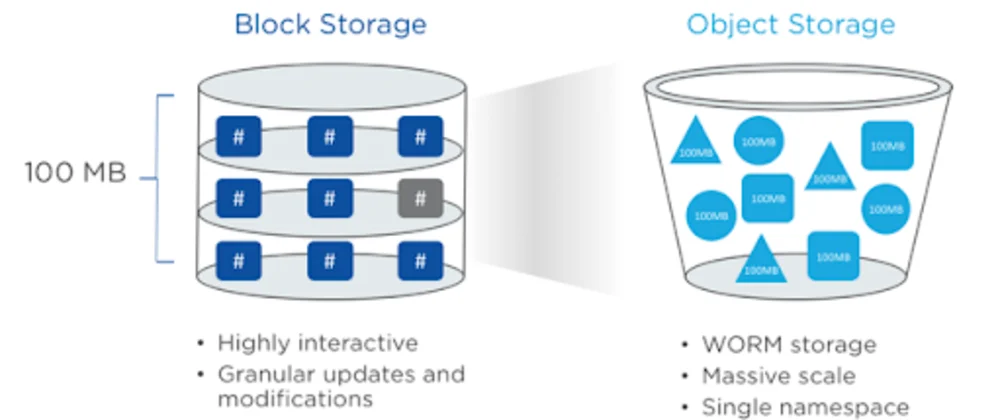 Block Storage
Object Storage
100 MB
# # #
# # #
# # #
100MB
100MB
100MB
100MB
100MB
100MB
100MB
100MB
100MB
• Highly interactive
• Granular updates and
modifications
• WORM storage
• Massive scale
• Single namespace